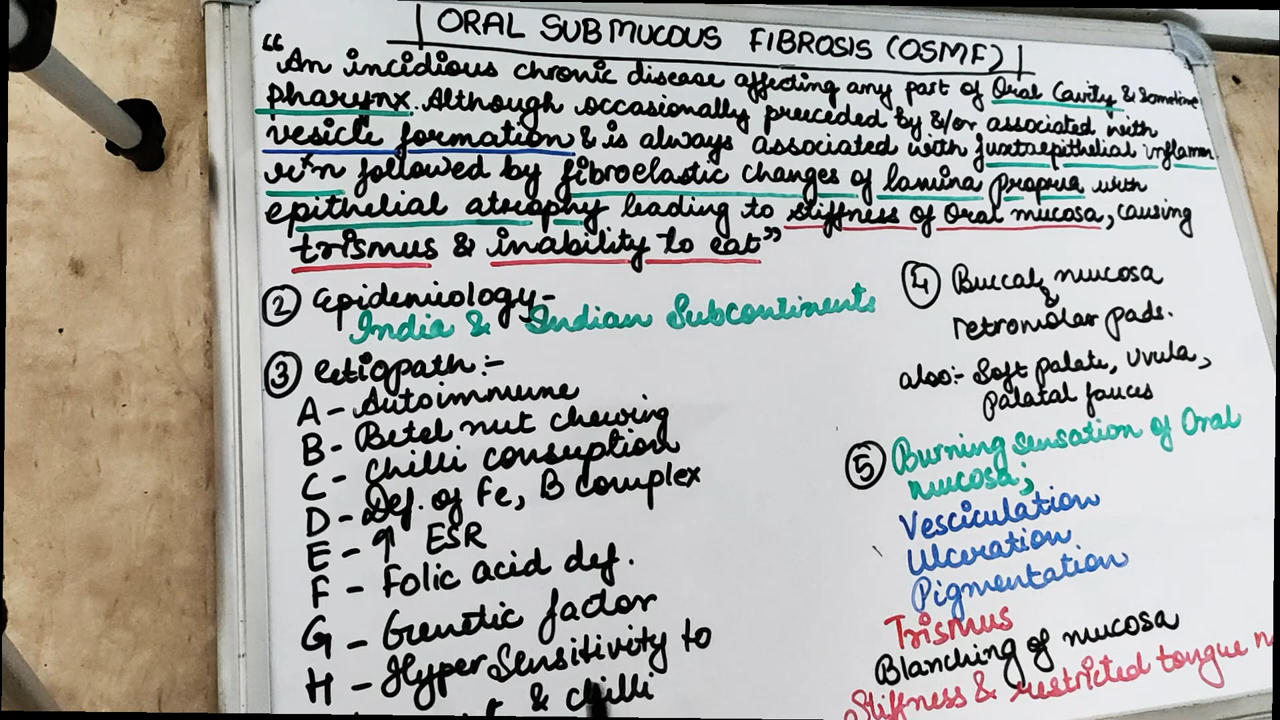 ORAL SUBMUCOUS FIBROSIS (OSMF)
"An incidious chronic disease affecting any part of Oral Cavity & Sometime
pharynx. Although occasionally preeceded by &/or associated with
vesicle formation & is always associated with juxtaepithelial inflamm
rxn followed by fibroelastic changes of lamina propria with
epithelial atrophy leading to stiffness of Oral mucosa, causing
trismus & inability to eat"
② Epidemiology-
India & Indian Subcontinents
③ Etiopath:-
A - Autoimmune
B - Betel nut chewing
C - Chilli consuption
D - Def. of Fe, B complex
E - ↑ ESR
F - Folic acid def.
G - Genetic factor
H - HyperSensitivity to
& chilli
④ Buccal mucosa
&
retromolar pads.
also:- Soft palate, Uvula,
palatal fauces
⑤ Burning sensation of Oral
mucosa;
Vesciculation
Ulceration
Pigmentation
Trismus
Blanching of mucosa
Stiffness & restricted tongue